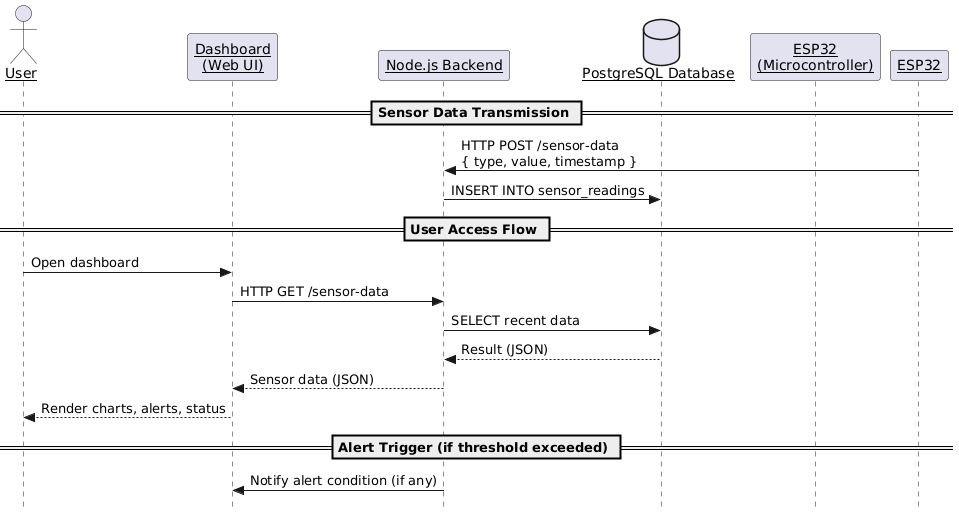 User
Dashboard
(Web UI)
Node.js Backend
PostgreSQL Database
ESP32
(Microcontroller)
ESP32
Sensor Data Transmission
HTTP POST /sensor-data
{ type, value, timestamp }
INSERT INTO sensor_readings
User Access Flow
Open dashboard
HTTP GET /sensor-data
SELECT recent data
Result (JSON)
Sensor data (JSON)
Render charts, alerts, status
Alert Trigger (if threshold exceeded)
Notify alert condition (if any)